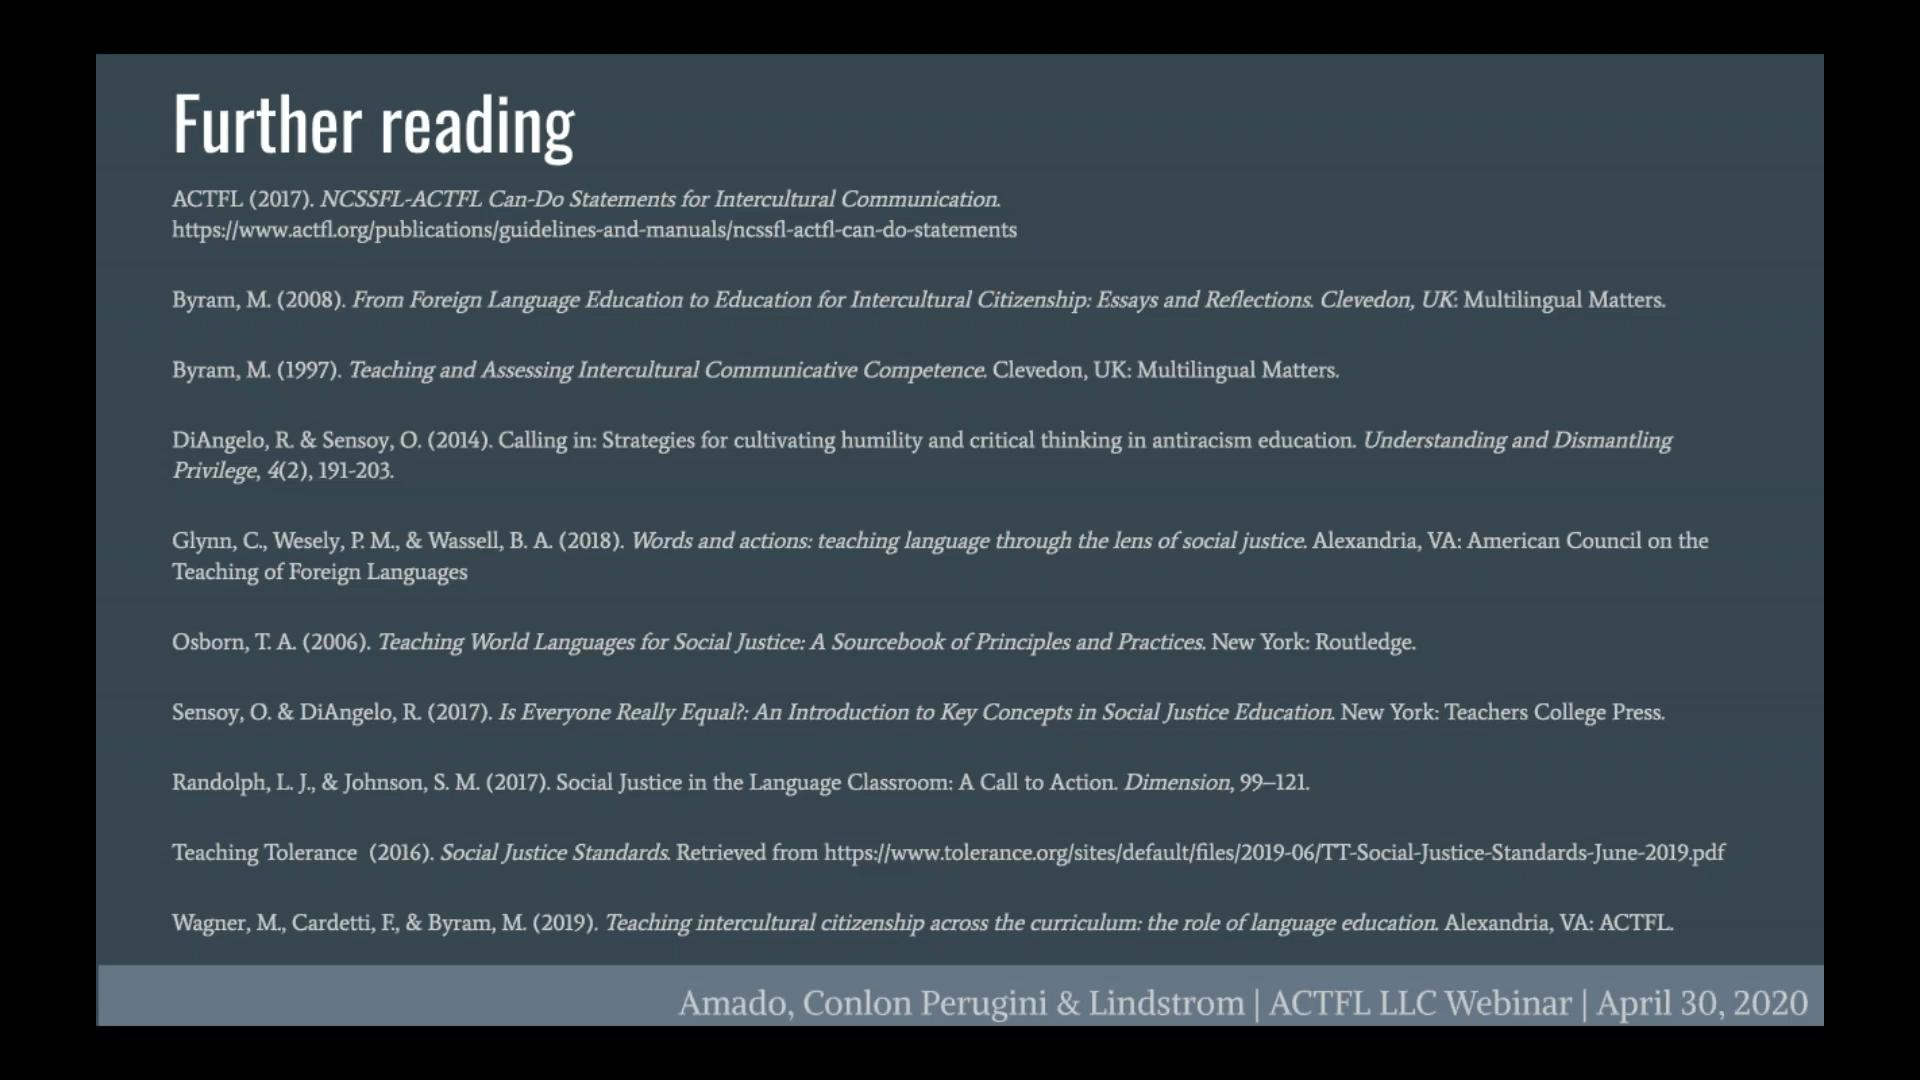 Further reading
ACTFL (2017). NCSSFL-ACTFL Can-Do Statements for Intercultural Communication.
https://www.actfl.org/publications/guidelines-and-manuals/ncssfl-actfl-can-do-statements
Byram, M. (2008). From Foreign Language Education to Education for Intercultural Citizenship: Essays and Reflections. Clevedon, UK: Multilingual Matters.
Byram, M. (1997). Teaching and Assessing Intercultural Communicative Competence. Clevedon, UK: Multilingual Matters.
DiAngelo, R. & Sensoy, O. (2014). Calling in: Strategies for cultivating humility and critical thinking in antiracism education. Understanding and Dismantling
Privilege, 4(2), 191-203.
Glynn, C., Wesely, P. M., & Wassell, B. A. (2018). Words and actions: teaching language through the lens of social justice. Alexandria, VA: American Council on the
Teaching of Foreign Languages
Osborn, T. A. (2006). Teaching World Languages for Social Justice: A Sourcebook of Principles and Practices. New York: Routledge.
Sensoy, O. & DiAngelo, R. (2017). Is Everyone Really Equal?: An Introduction to Key Concepts in Social Justice Education. New York: Teachers College Press.
Randolph, L. J., & Johnson, S. M. (2017). Social Justice in the Language Classroom: A Call to Action. Dimension, 99–121.
Teaching Tolerance (2016). Social Justice Standards. Retrieved from https://www.tolerance.org/sites/default/files/2019-06/TT-Social-Justice-Standards-June-2019.pdf
Wagner, M., Cardetti, F., & Byram, M. (2019). Teaching intercultural citizenship across the curriculum: the role of language education. Alexandria, VA: ACTFL.
Amado, Conlon Perugini & Lindstrom | ACTFL LLC Webinar | April 30, 2020